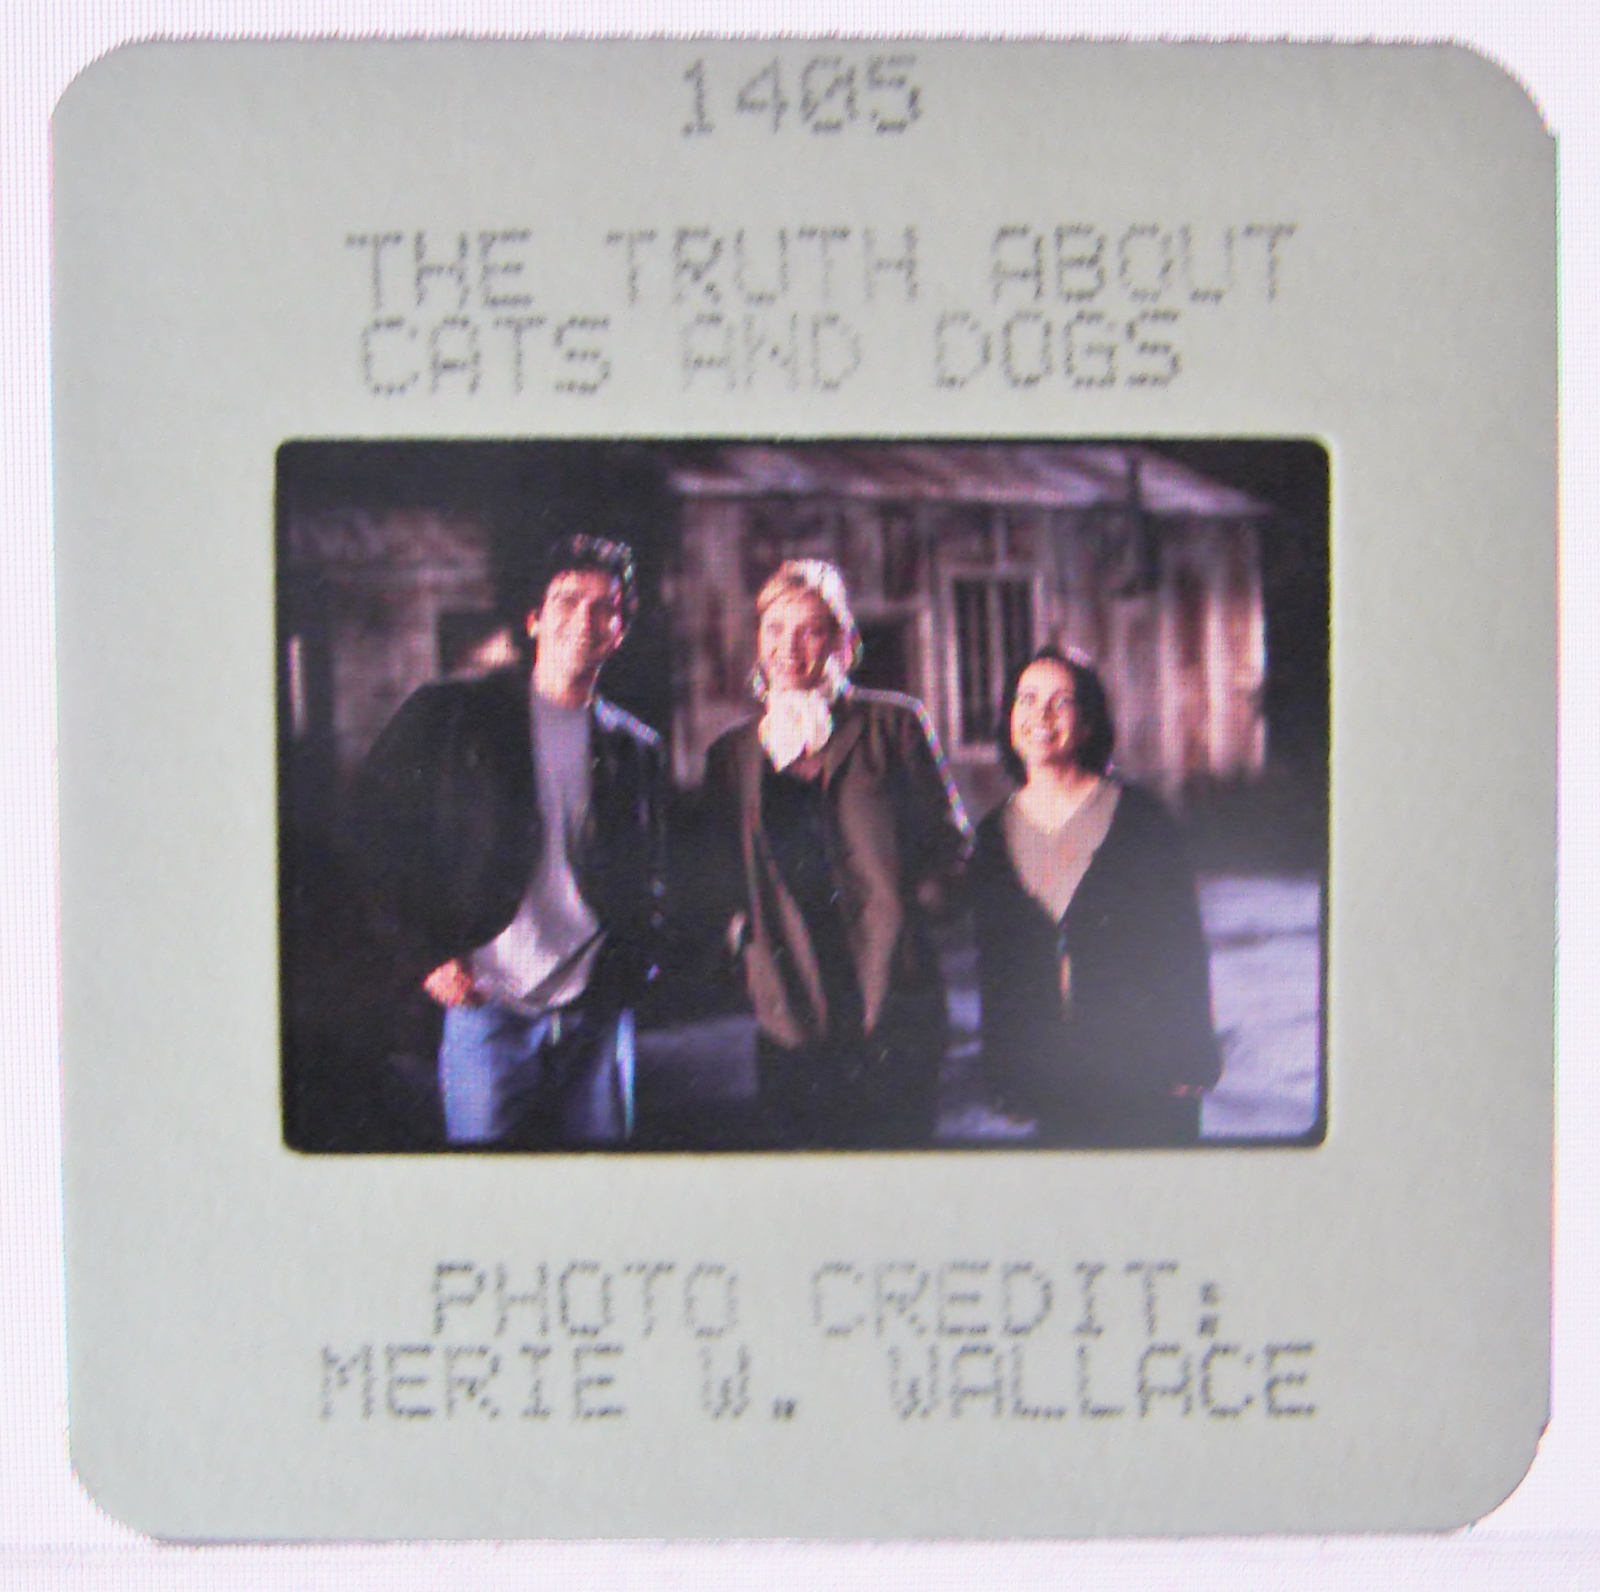 1405
THE TRUTH ABOUT
CATS AND DOGS
PHOTO CREDIT:
MERIE W. WALLACE